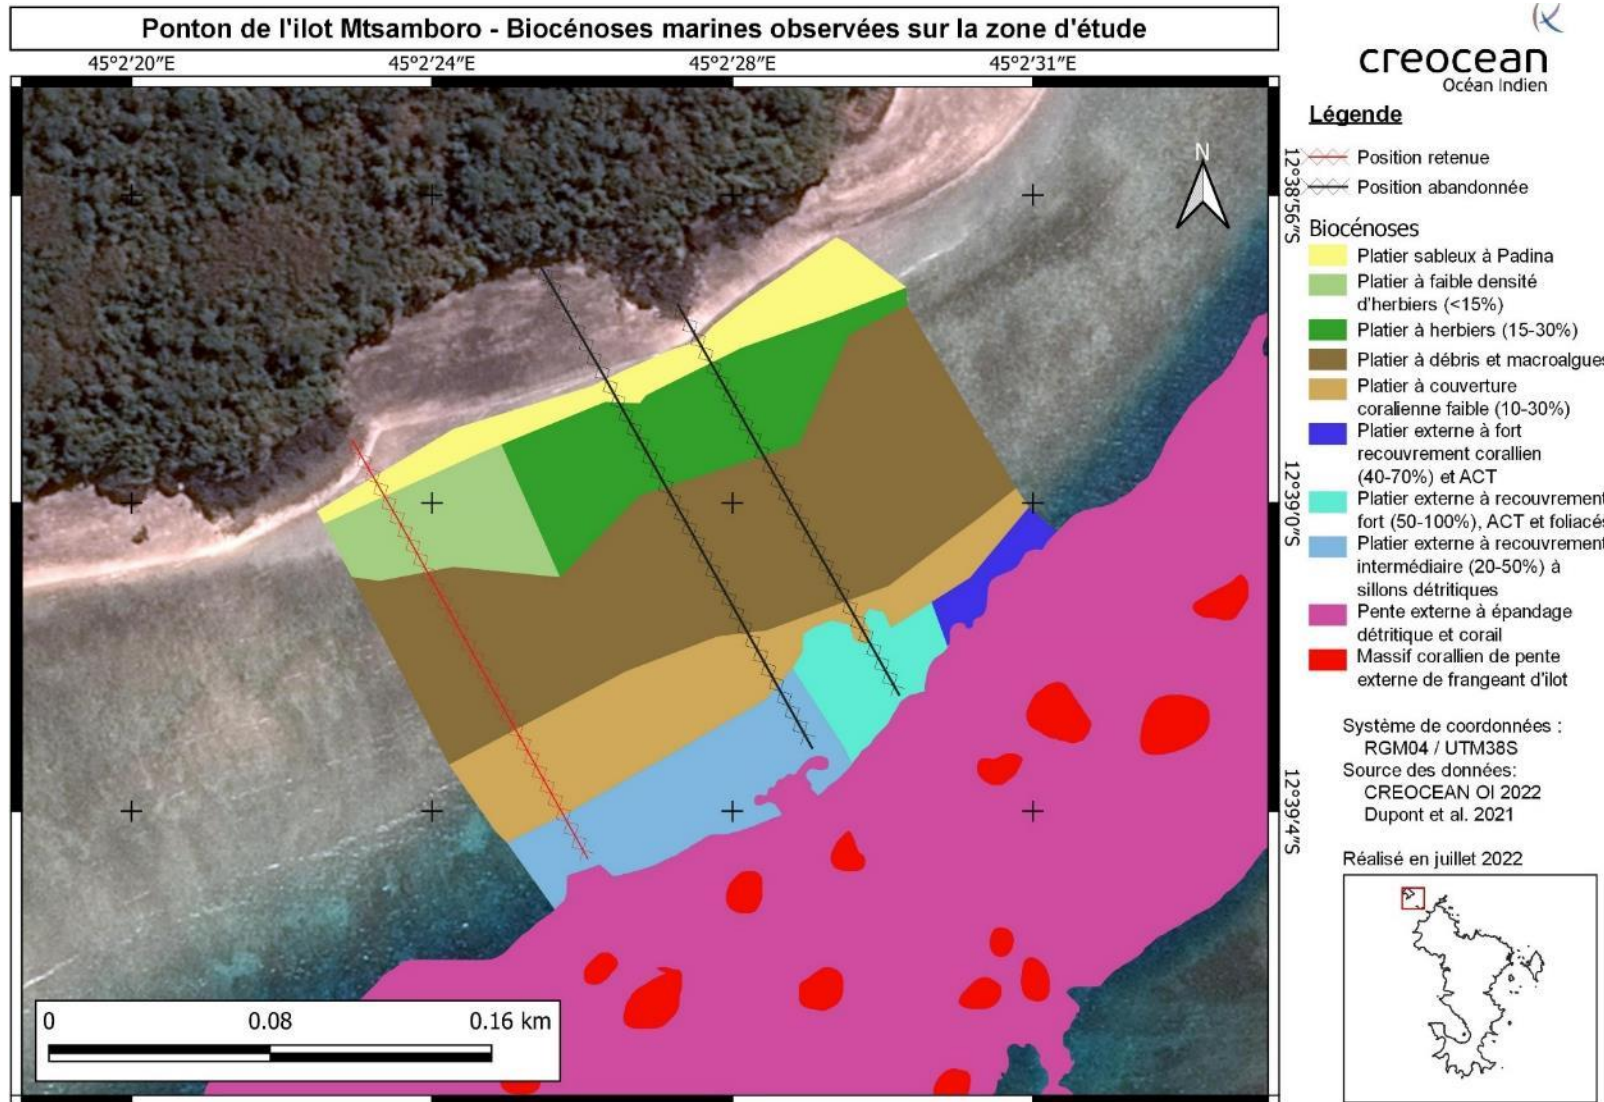 Ponton de l'ilot Mtsamboro - Biocénoses marines observées sur la zone d'étude
45°2'20"E
45°2'24"E
45°2'28"E
45°2'31"E
12°38'56"S
12°39'0"S
12°39'4"S
N
0
0.08
0.16 km
creocean
Océan Indien
Légende
Position retenue
Position abandonnée
Biocénoses
Platier sableux à Padina
Platier à faible densité
d'herbiers (<15%)
Platier à herbiers (15-30%)
Platier à débris et macroalgues
Platier à couverture
coralienne faible (10-30%)
Platier externe à fort
recouvrement corallien
(40-70%) et ACT
Platier externe à recouvrement
fort (50-100%), ACT et foliacés
Platier externe à recouvrement
intermédiaire (20-50%) à
sillons détritiques
Pente externe à épandage
détritique et corail
Massif corallien de pente
externe de frangeant d'ilot
Système de coordonnées :
RGM04 / UTM38S
Source des données:
CREOCEAN OI 2022
Dupont et al. 2021
Réalisé en juillet 2022